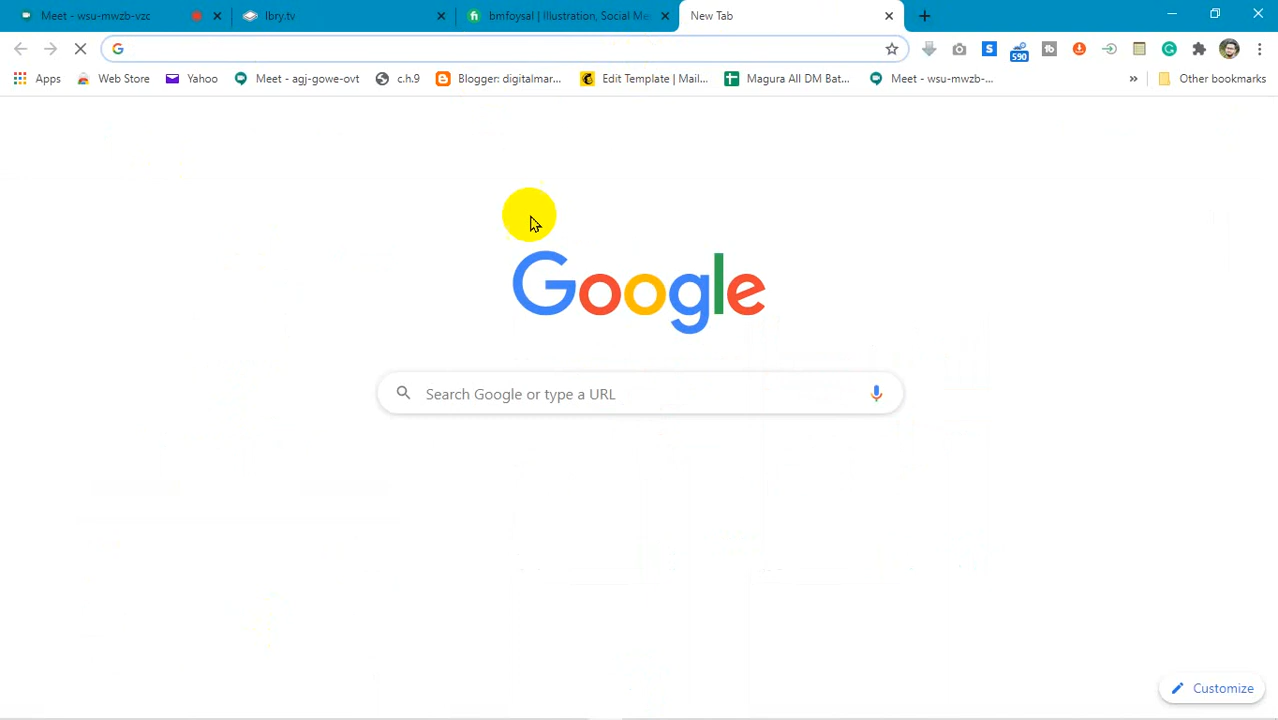 Meet - wsu-mwzb-vzc
lbry.tv
bmfoysal | Illustration, Social Me
New Tab
590
Apps
Web Store
Yahoo
Meet - agj-gowe-ovt
c.h.9
Blogger: digitalmar...
Edit Template | Mail...
Magura All DM Bat...
Meet - wsu-mwzb-...
»
Other bookmarks
Google
Search Google or type a URL
Customize